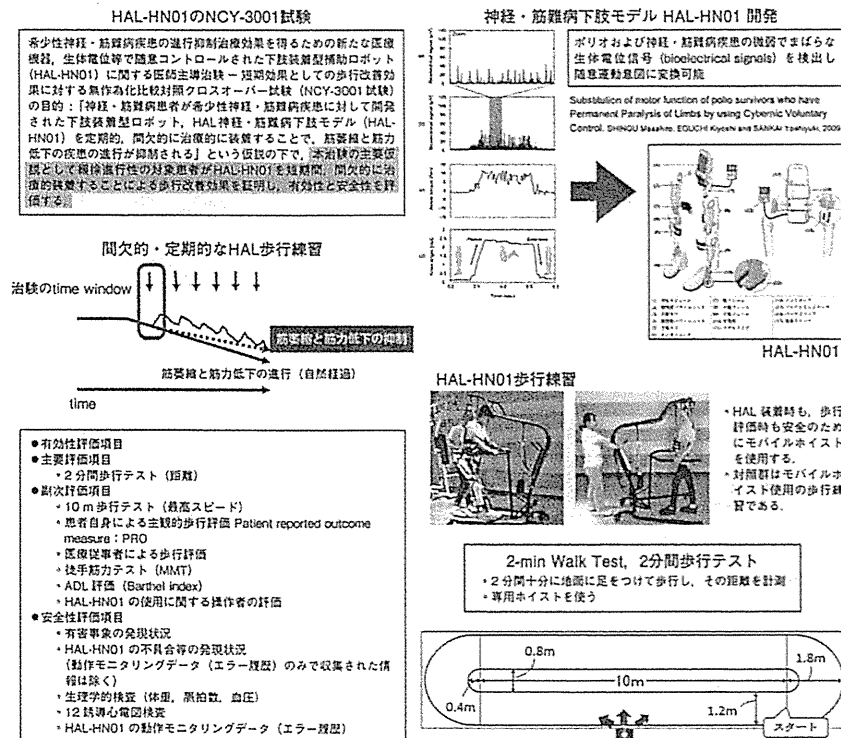 HAL-HN01のNCY-3001試験
希少性神経・筋難病疾患の進行抑制治療効果を得るための新たな医療
機器, 生体電位等で随意コントロールされた下肢装着型補助ロボット
(HAL-HN01) に関する医師主導治験 — 短期効果としての歩行改善効
果に対する無作為化比較対照クロスオーバー試験 (NCY-3001 試験)
の目的:「神経・筋難病患者が希少性神経・筋難病疾患に対して開発
された下肢装着型ロボット, HAL神経・筋難病下肢モデル (HAL-
HN01) を定期的, 間欠的に治療的に装着することで, 筋萎縮と筋力
低下の疾患の進行が抑制される」という仮説の下で, 本治験の主要仮
説として緩徐進行性の対象患者がHAL-HN01を短期間, 間欠的に治
療的装着することによる歩行改善効果を証明し, 有効性と安全性を評
価する
間欠的・定期的なHAL歩行練習
治験のtime window
筋萎縮と筋力低下の抑制
筋萎縮と筋力低下の進行 (自然経過)
time
●有効性評価項目
●主要評価項目
・2分間歩行テスト (距離)
●副次評価項目
・10 m 歩行テスト (最高スピード)
・患者自身による主観的歩行評価 Patient reported outcome
measure:PRO
・医療従事者による歩行評価
・徒手筋力テスト (MMT)
・ADL 評価 (Barthel index)
・HAL-HN01 の使用に関する操作者の評価
●安全性評価項目
・有害事象の発現状況
・HAL-HN01 の不具合等の発現状況
(動作モニタリングデータ (エラー履歴) のみで収集された情
報は除く)
・生理学的検査 (体重, 脈拍数, 血圧)
・12 誘導心電図検査
・HAL-HN01 の動作モニタリングデータ (エラー履歴)
神経・筋難病下肢モデル HAL-HN01 開発
ポリオおよび神経・筋難病の微弱でまばらな
生体電位信号 (bioelectrical signals) を検出し
随意運動意図に変換可能
Substitution of motor function of polio survivors who have
Permanent Paralysis of Limbs by using Cybernic Voluntary
Control. SHINGU Masahiro, EGUCHI Kiyoshi and SANKAI Yoshiyuki, 2009
HAL-HN01
HAL-HN01歩行練習
・HAL 装着時も, 歩行
評価時も安全のため
にモバイルホイスト
を使用する.
・対照群はモバイルホ
イスト使用の歩行練
習である.
2-min Walk Test, 2分間歩行テスト
・2 分間十分に地面に足をつけて歩行し, その距離を計測
・専用ホイストを使う
0.8m
10m
1.8m
0.4m
1.2m
スタート